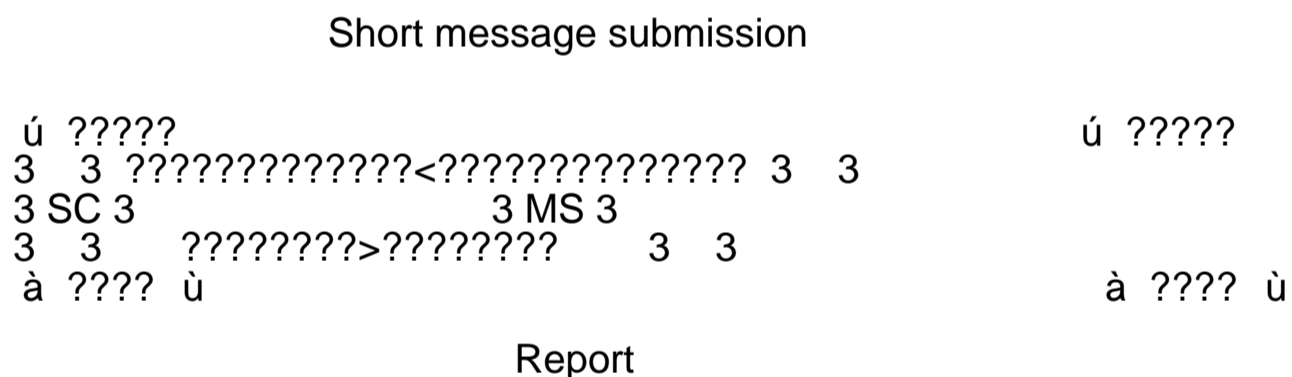 Short message submission
ú ????? ú ?????
3 3 ?????????????<?????????????? 3 3
3 SC 3 3 MS 3
3 3 ????????>???????? 3 3
à ???? ù à ???? ù
Report